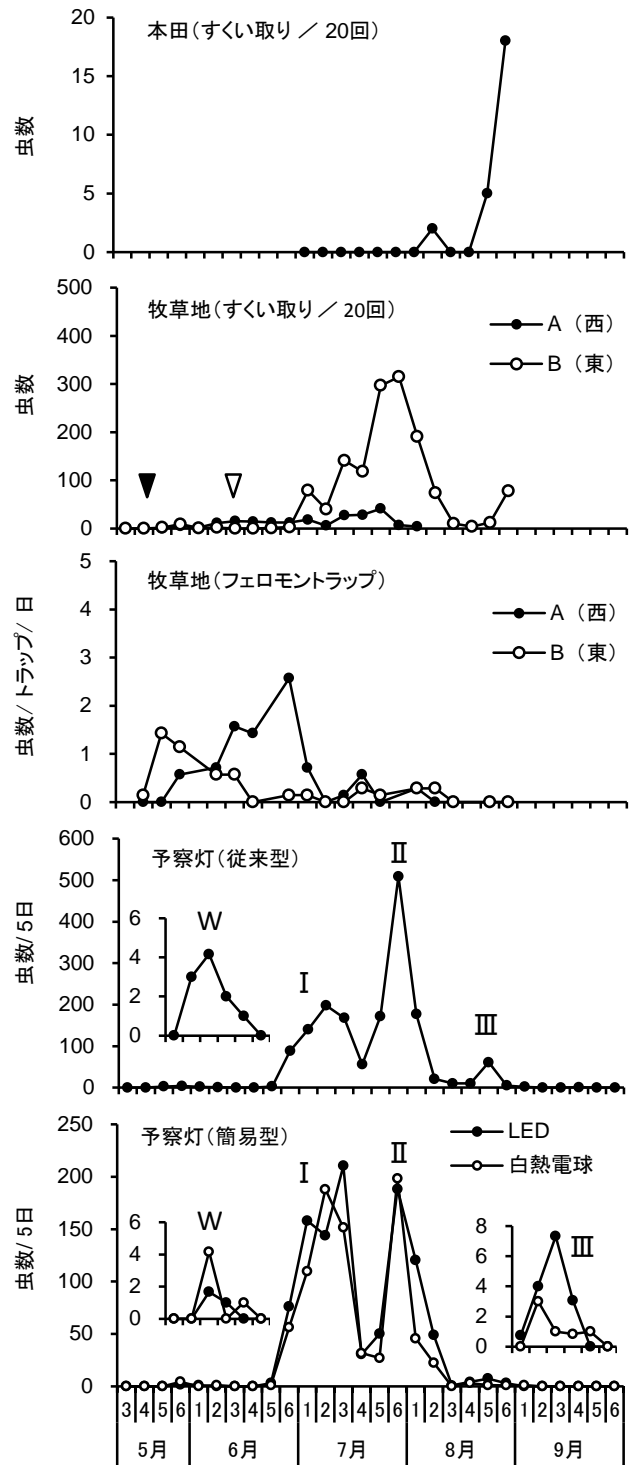 本田(すくい取り / 20回)
虫数
20
15
10
5
0
牧草地(すくい取り / 20回)
虫数
500
400
300
200
100
0
A (西)
B (東)
牧草地(フェロモントラップ)
虫数/トラップ/日
5
4
3
2
1
0
A (西)
B (東)
予察灯(従来型)
虫数/5日
600
500
400
300
200
100
0
6
4
2
0
W
Ⅰ
Ⅱ
Ⅲ
予察灯(簡易型)
虫数/5日
250
200
150
100
50
0
LED
白熱電球
6
4
2
0
W
Ⅰ
Ⅱ
8
6
4
2
0
Ⅲ
3 4 5 6 1 2 3 4 5 6 1 2 3 4 5 6 1 2 3 4 5 6 1 2 3 4 5 6
5月 6月 7月 8月 9月